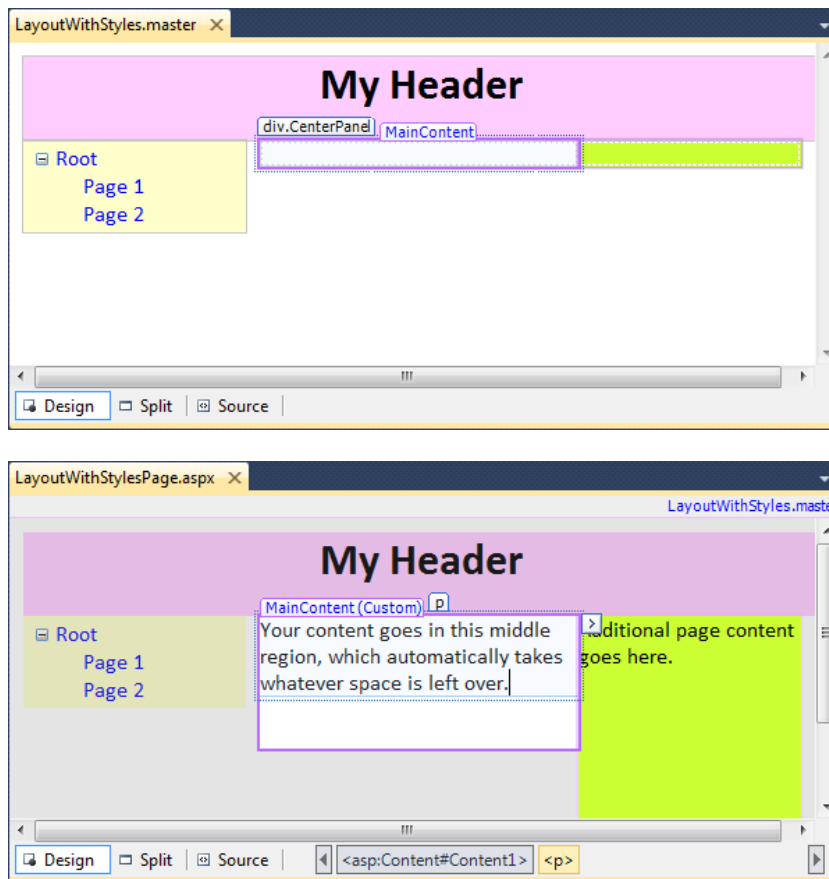 LayoutWithStyles.master
My Header
div.CenterPanel
MainContent
Root
Page 1
Page 2
Design Split Source
LayoutWithStylesPage.aspx
LayoutWithStyles.maste
My Header
MainContent (Custom) p
Root
Page 1
Page 2
Your content goes in this middle
region, which automatically takes
whatever space is left over.
page content
goes here.
Design Split Source <asp:Content#Content1> <p>